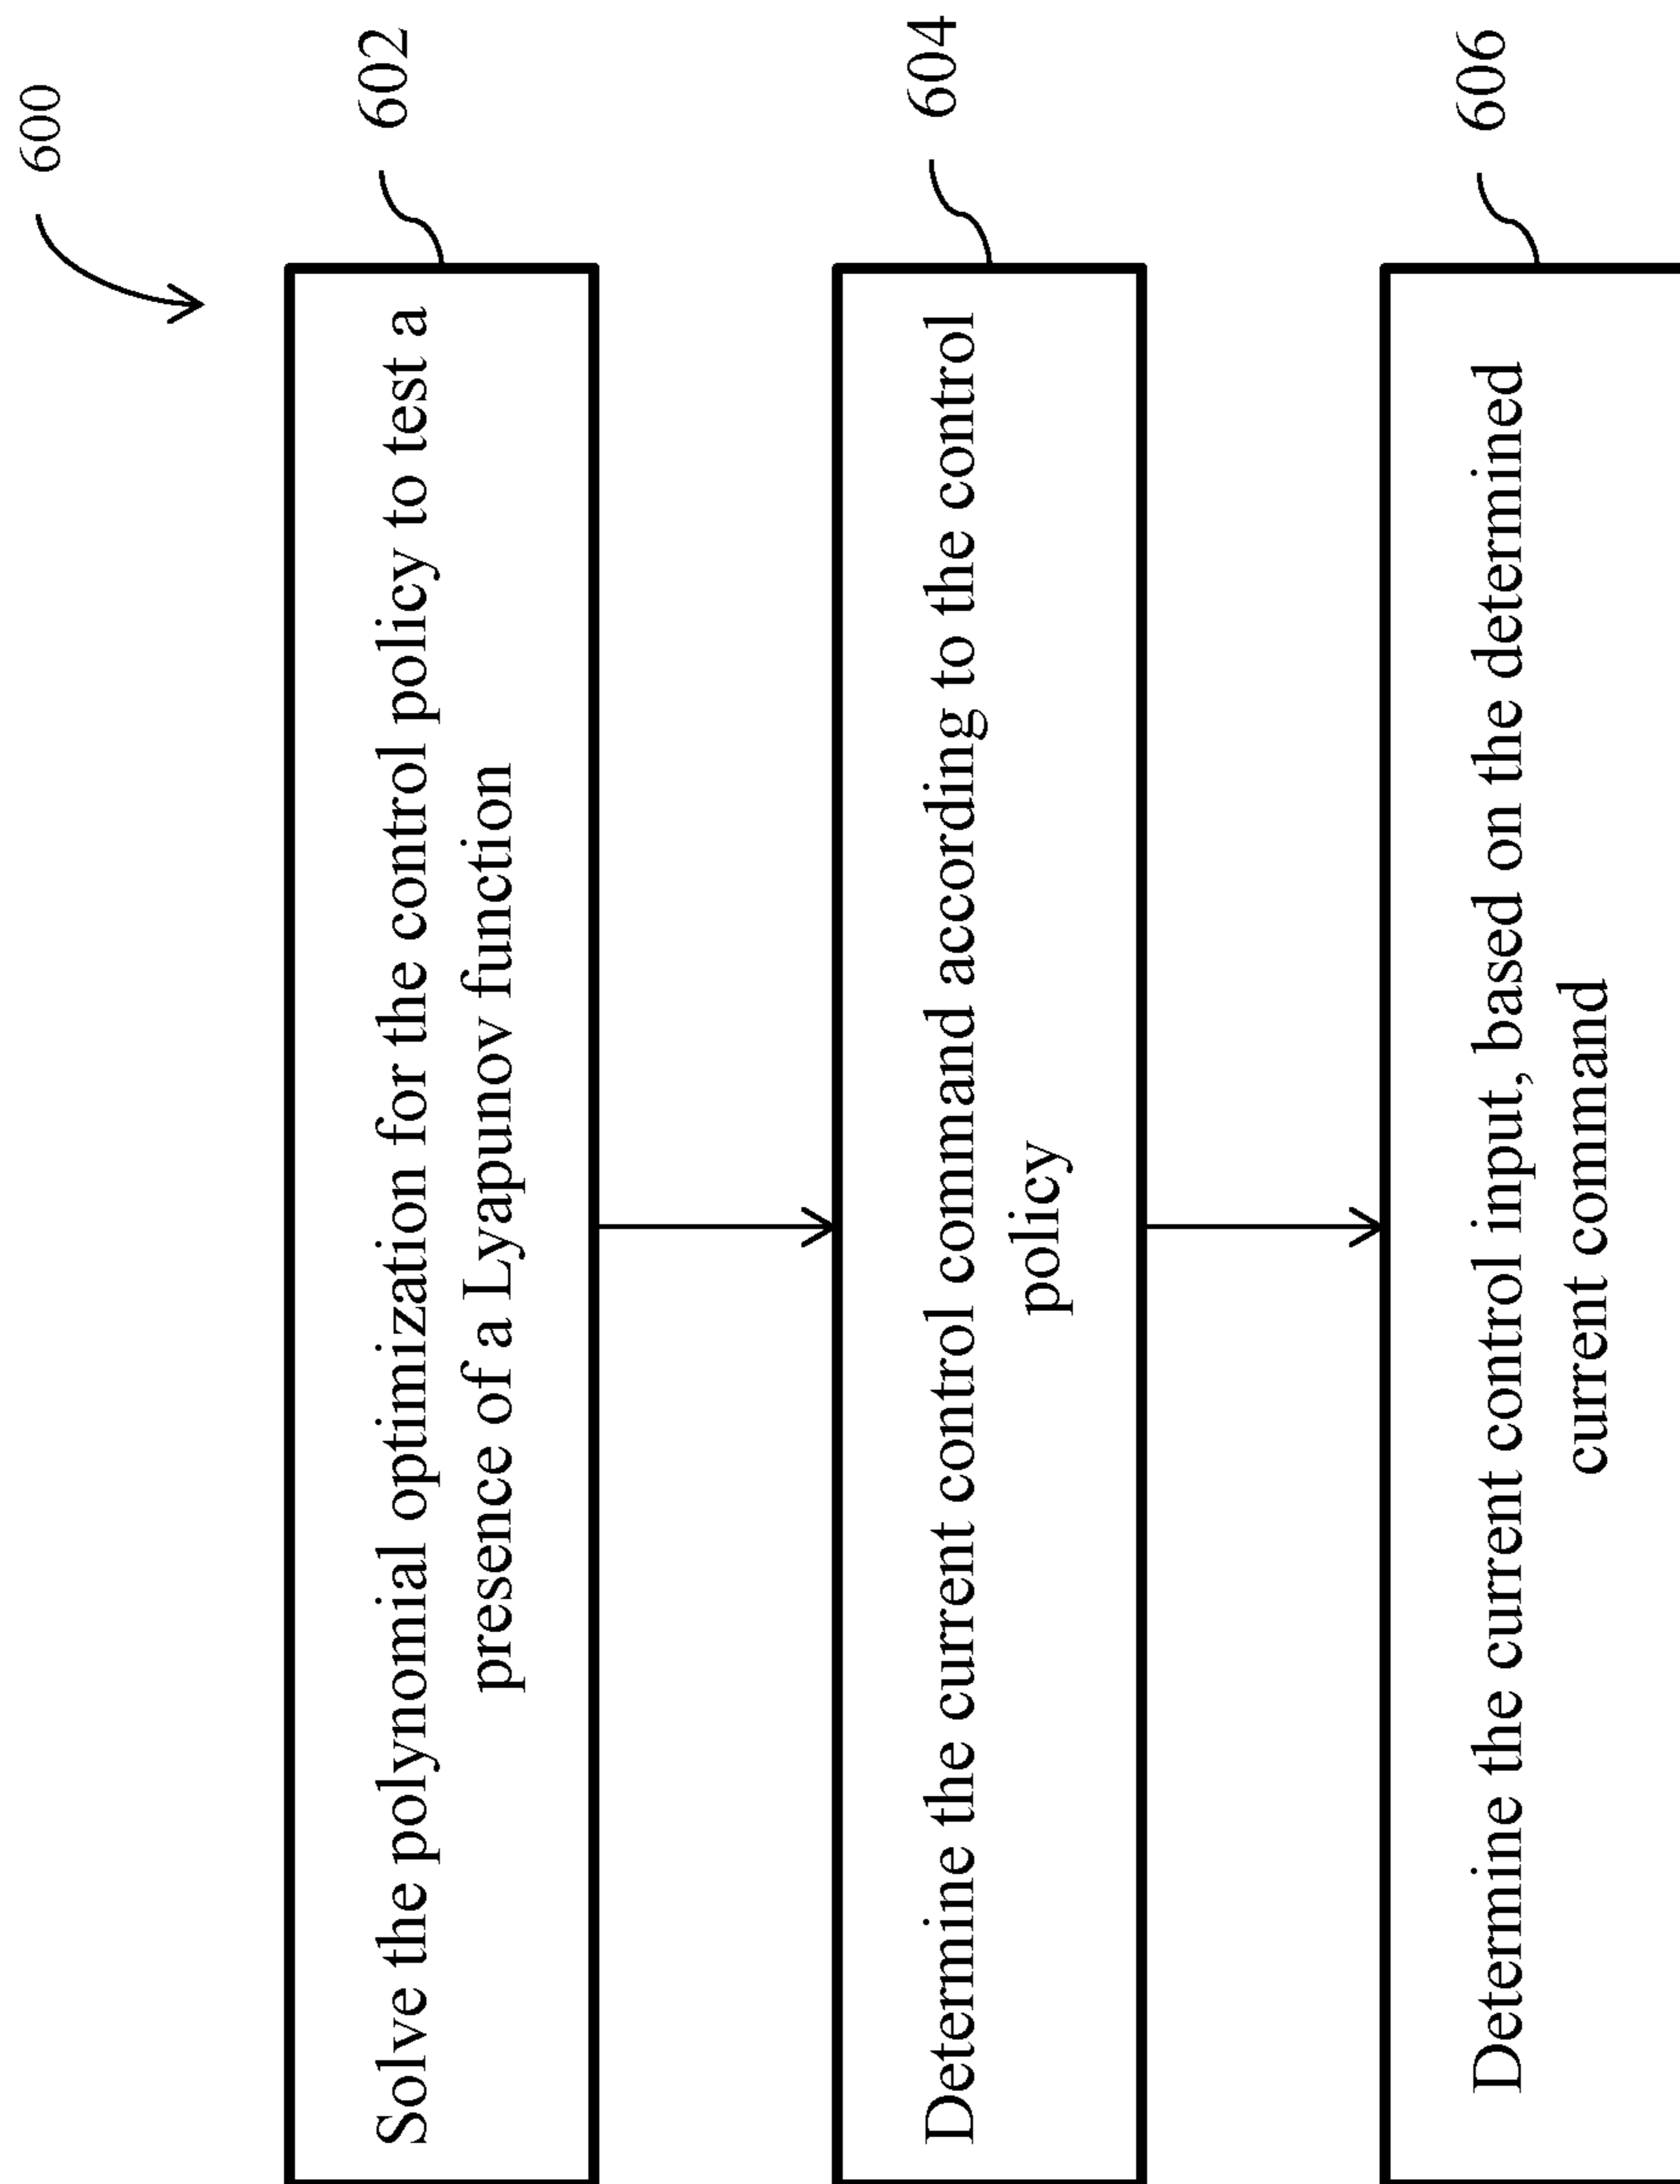 600
602
Solve the polynomial optimization for the control policy to test a
presence of a Lyapunov function
604
Determine the current control command according to the control
policy
606
Determine the current control input, based on the determined
current command